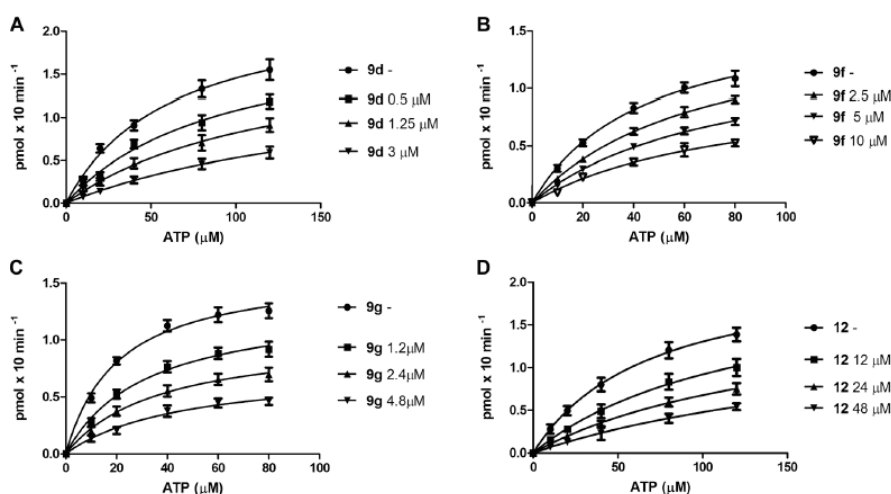 A
pmol x 10 min -1
2.0
1.5
1.0
0.5
0.0
0
50
100
150
ATP (μM)
9d -
9d 0.5 μM
9d 1.25 μM
9d 3 μM
B
pmol x 10 min -1
1.5
1.0
0.5
0.0
0
20
40
60
80
100
ATP (μM)
9f -
9f 2.5 μM
9f 5 μM
9f 10 μM
C
pmol x 10 min -1
1.5
1.0
0.5
0.0
0
20
40
60
80
100
ATP (μM)
9g -
9g 1.2μM
9g 2.4μM
9g 4.8μM
D
pmol x 10 min -1
2.0
1.5
1.0
0.5
0.0
0
50
100
150
ATP (μM)
12 -
12 12 μM
12 24 μM
12 48 μM